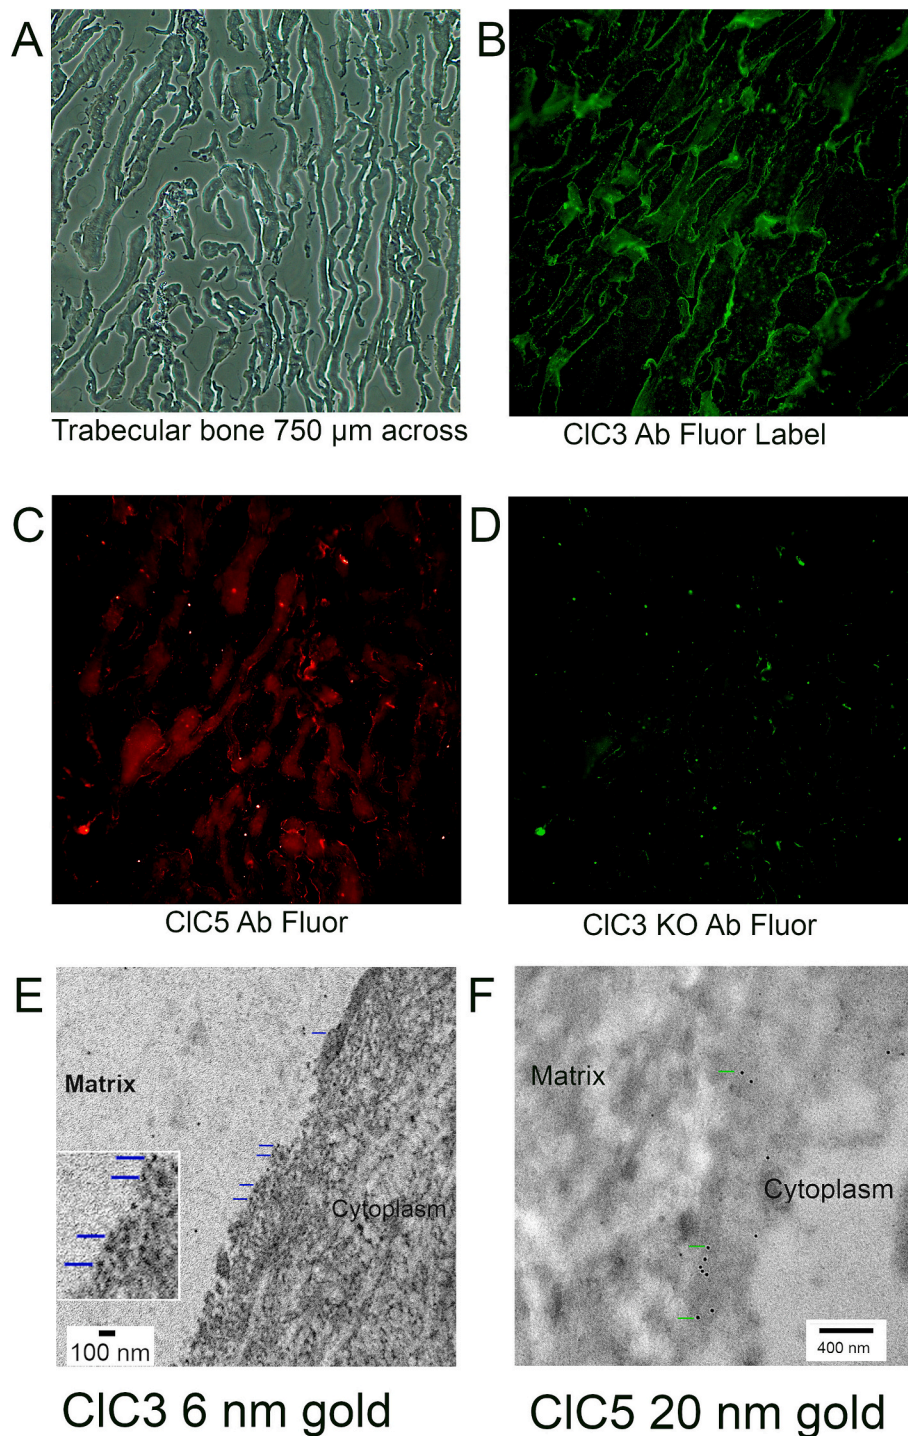 A
B
Trabecular bone 750 µm across
ClC3 Ab Fluor Label
C
D
ClC5 Ab Fluor
ClC3 KO Ab Fluor
E
F
Matrix
Cytoplasm
100 nm
Matrix
Cytoplasm
400 nm
ClC3 6 nm gold
ClC5 20 nm gold